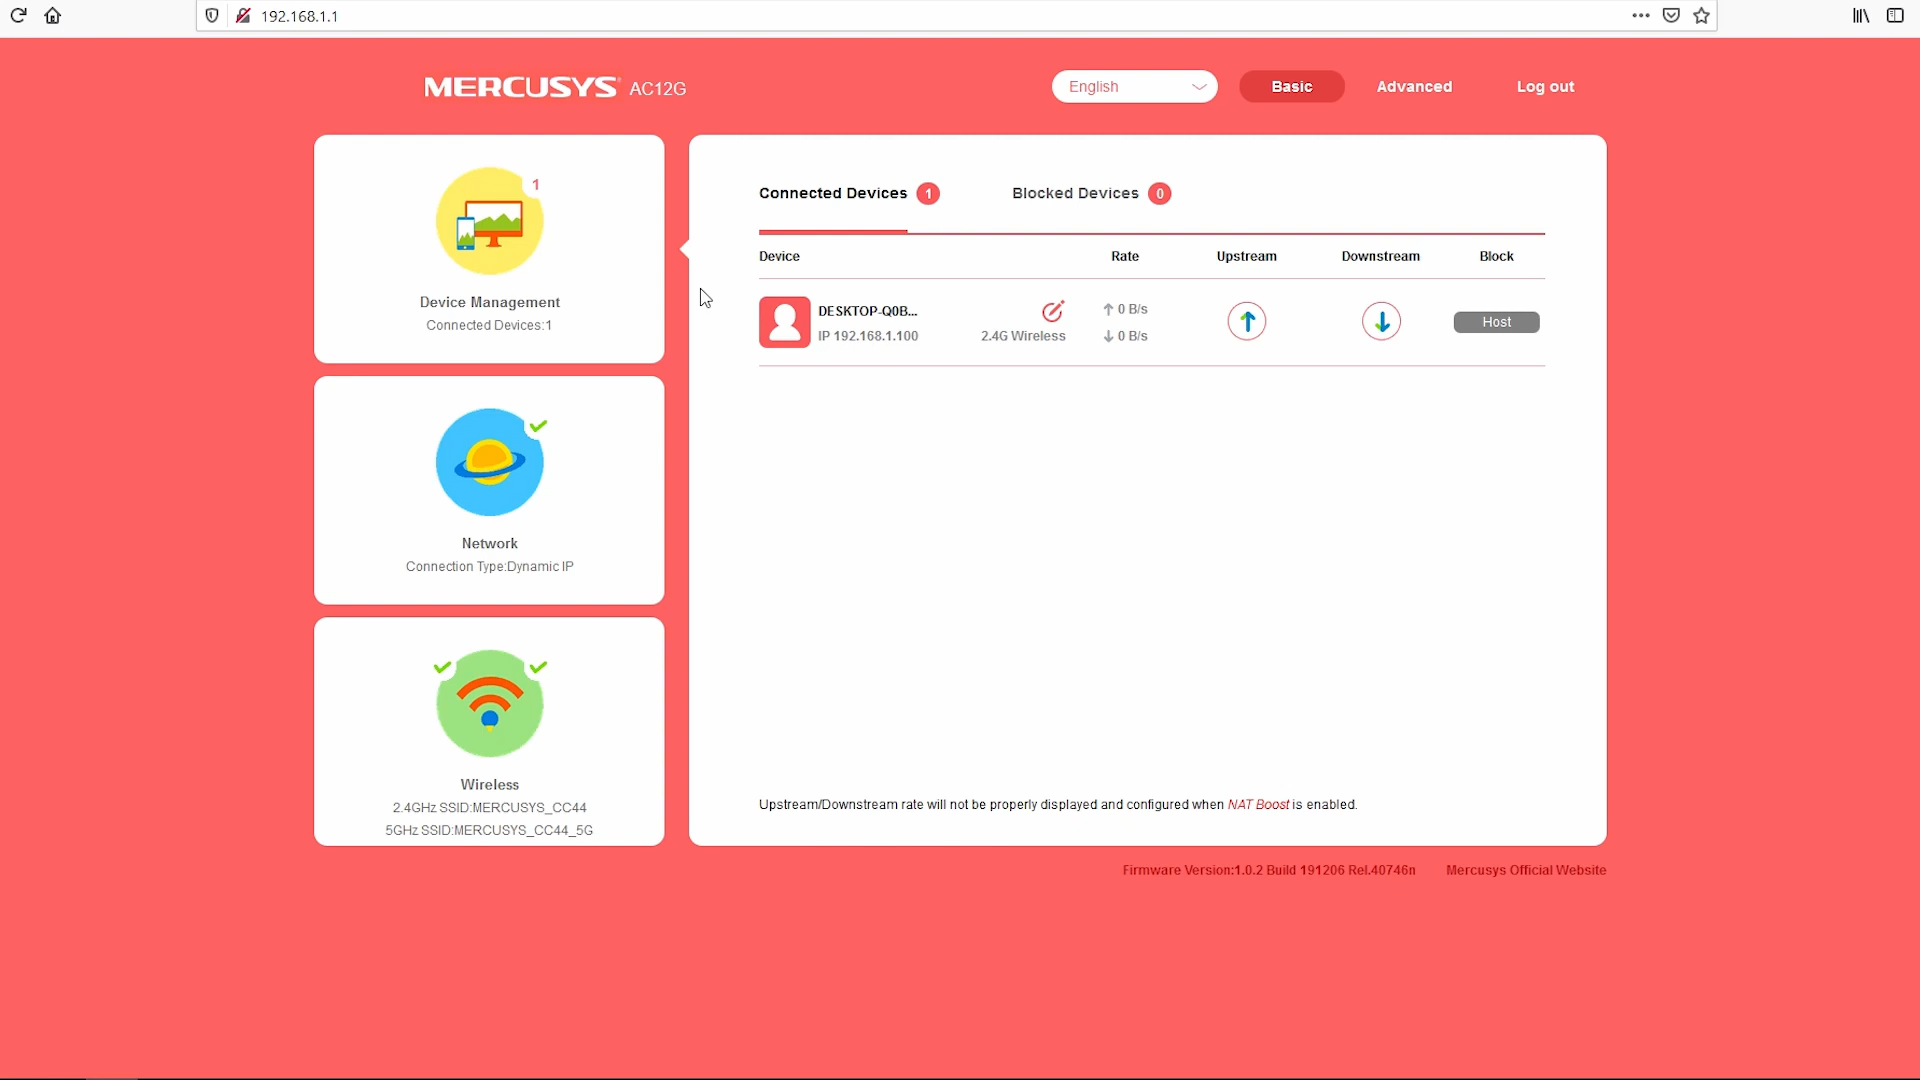 192.168.1.1
MERCUSYS AC12G
English
Basic
Advanced
Log out
1
Device Management
Connected Devices:1
Network
Connection Type:Dynamic IP
Wireless
2.4GHz SSID:MERCUSYS_CC44
5GHz SSID:MERCUSYS_CC44_5G
Connected Devices 1
Blocked Devices 0
Device Rate Upstream Downstream Block
DESKTOP-Q0B... 0 B/s
Host
IP 192.168.1.100 2.4G Wireless 0 B/s
Upstream/Downstream rate will not be properly displayed and configured when NAT Boost is enabled.
Firmware Version:1.0.2 Build 191206 Rel.40746n Mercusys Official Website